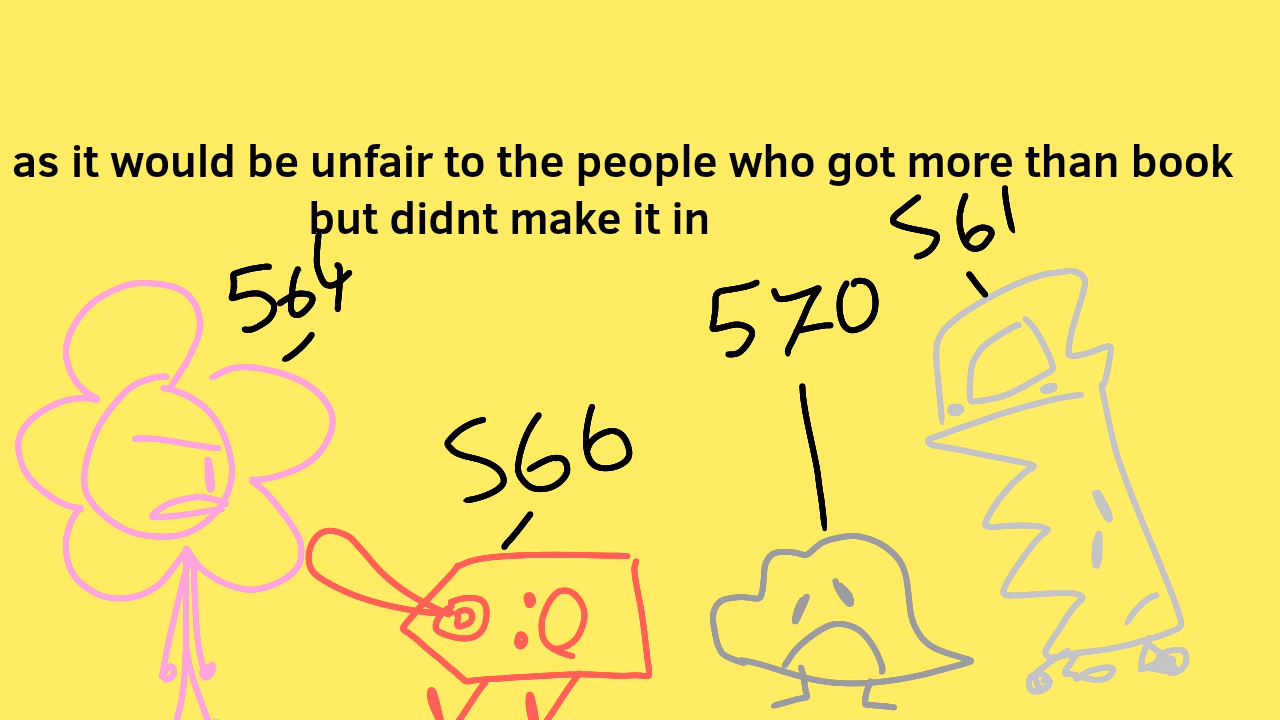 as it would be unfair to the people who got more than book
but didnt make it in
561
564
570
566